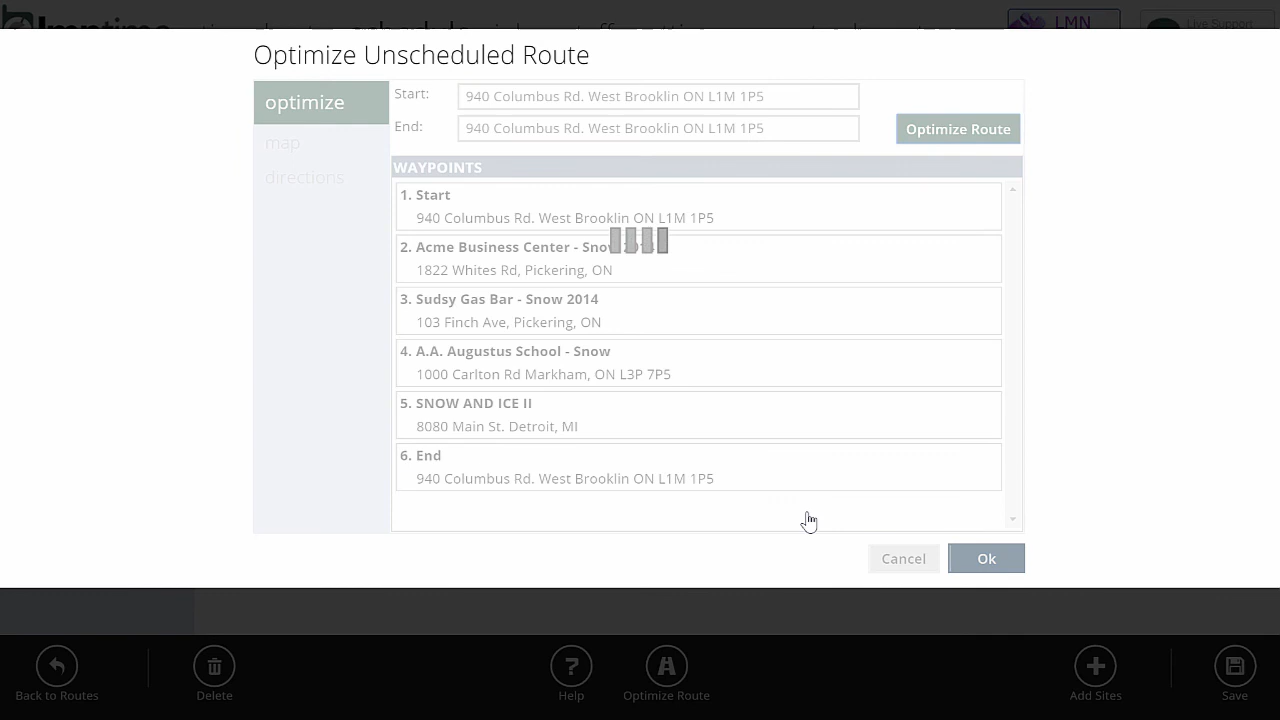 LMN
Live Support
Optimize Unscheduled Route
optimize
map
directions
Start:
940 Columbus Rd. West Brooklin ON L1M 1P5
End:
940 Columbus Rd. West Brooklin ON L1M 1P5
Optimize Route
WAYPOINTS
1. Start
940 Columbus Rd. West Brooklin ON L1M 1P5
2. Acme Business Center - Snow 2014
1822 Whites Rd, Pickering, ON
3. Sudsy Gas Bar - Snow 2014
103 Finch Ave, Pickering, ON
4. A.A. Augustus School - Snow
1000 Carlton Rd Markham, ON L3P 7P5
5. SNOW AND ICE II
8080 Main St. Detroit, MI
6. End
940 Columbus Rd. West Brooklin ON L1M 1P5
Cancel
Ok
Back to Routes
Delete
Help
Optimize Route
Add Sites
Save